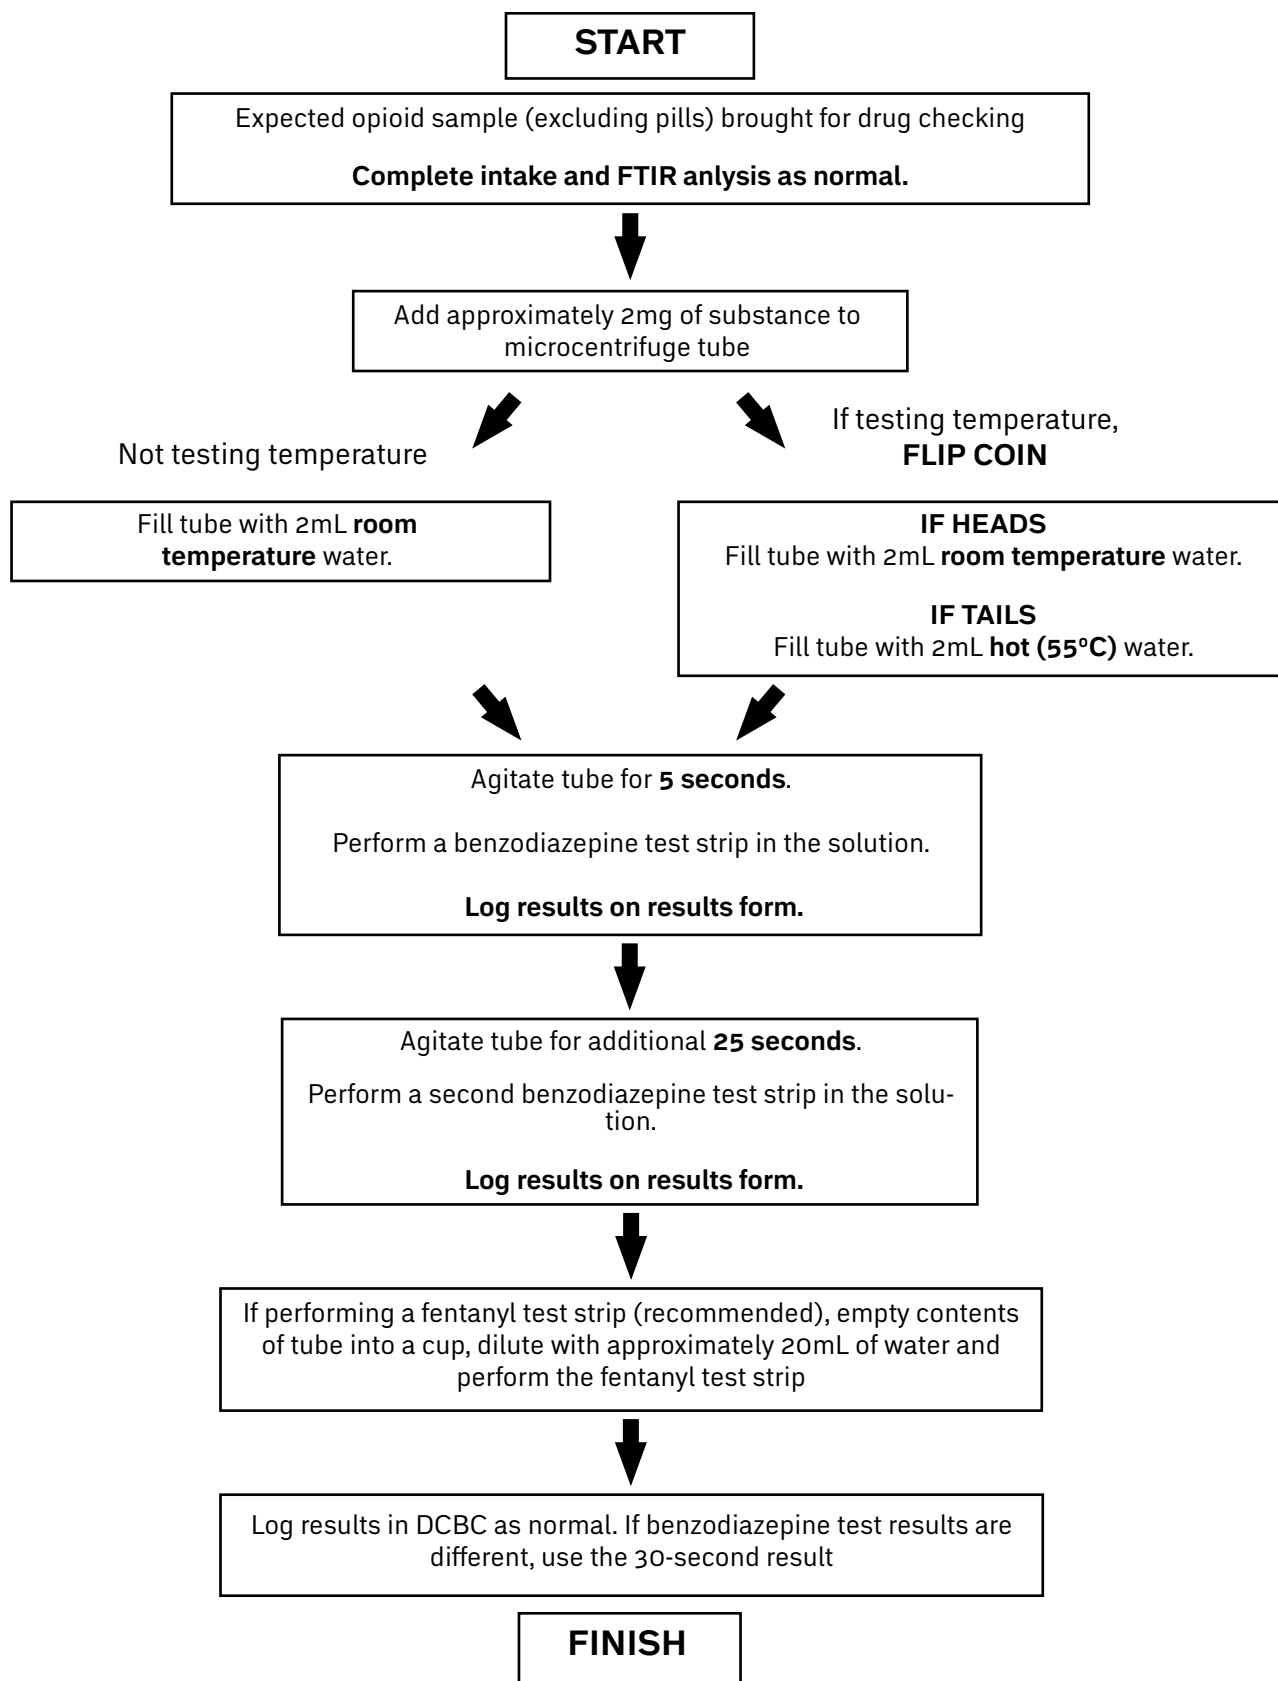 START
Expected opioid sample (excluding pills) brought for drug checking
Complete intake and FTIR anlysis as normal.
Add approximately 2mg of substance to
microcentrifuge tube
Not testing temperature
If testing temperature,
FLIP COIN
Fill tube with 2mL room
temperature water.
IF HEADS
Fill tube with 2mL room temperature water.
IF TAILS
Fill tube with 2mL hot (55ºC) water.
Agitate tube for 5 seconds.
Perform a benzodiazepine test strip in the solution.
Log results on results form.
Agitate tube for additional 25 seconds.
Perform a second benzodiazepine test strip in the solu-
tion.
Log results on results form.
If performing a fentanyl test strip (recommended), empty contents
of tube into a cup, dilute with approximately 20mL of water and
perform the fentanyl test strip
Log results in DCBC as normal. If benzodiazepine test results are
different, use the 30-second result
FINISH